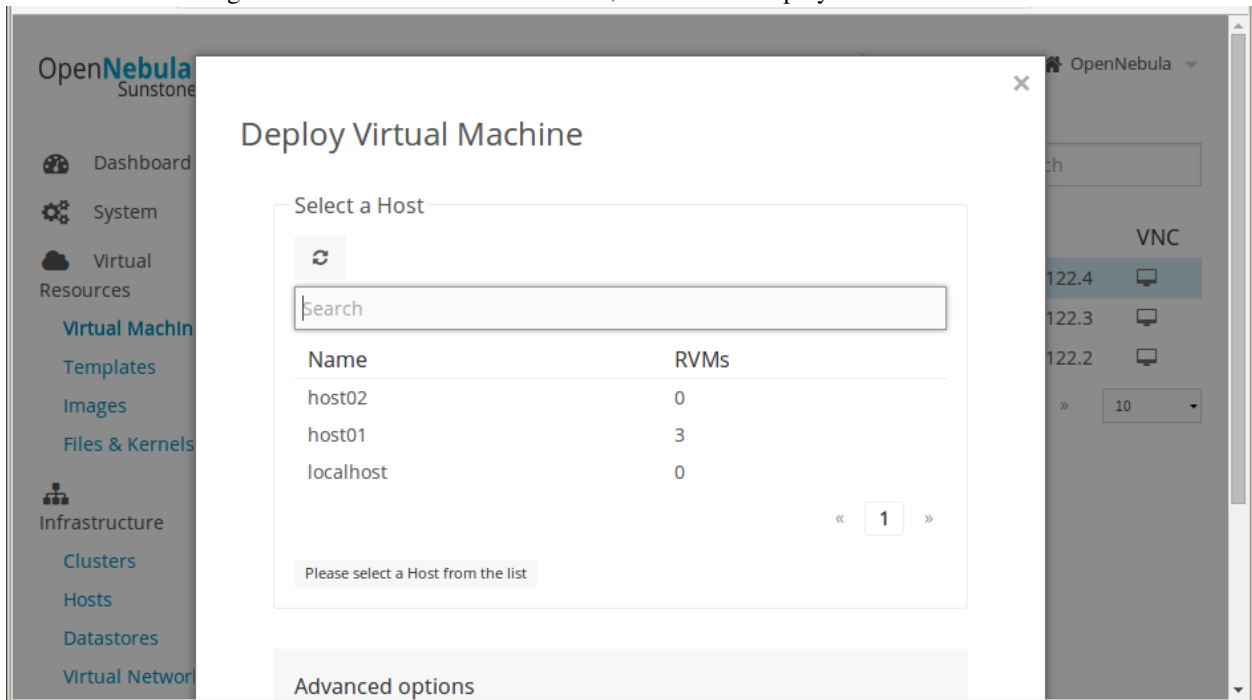 OpenNebula
Sunstone
OpenNebula
Deploy Virtual Machine
Dashboard
System
Virtual
Resources
Virtual Machin
Templates
Images
Files & Kernels
Infrastructure
Clusters
Hosts
Datastores
Virtual Networ
Select a Host
Search
Name RVMs
host02 0
host01 3
localhost 0
« 1 »
Please select a Host from the list
Advanced options
ch
VNC
122.4
122.3
122.2
» 10